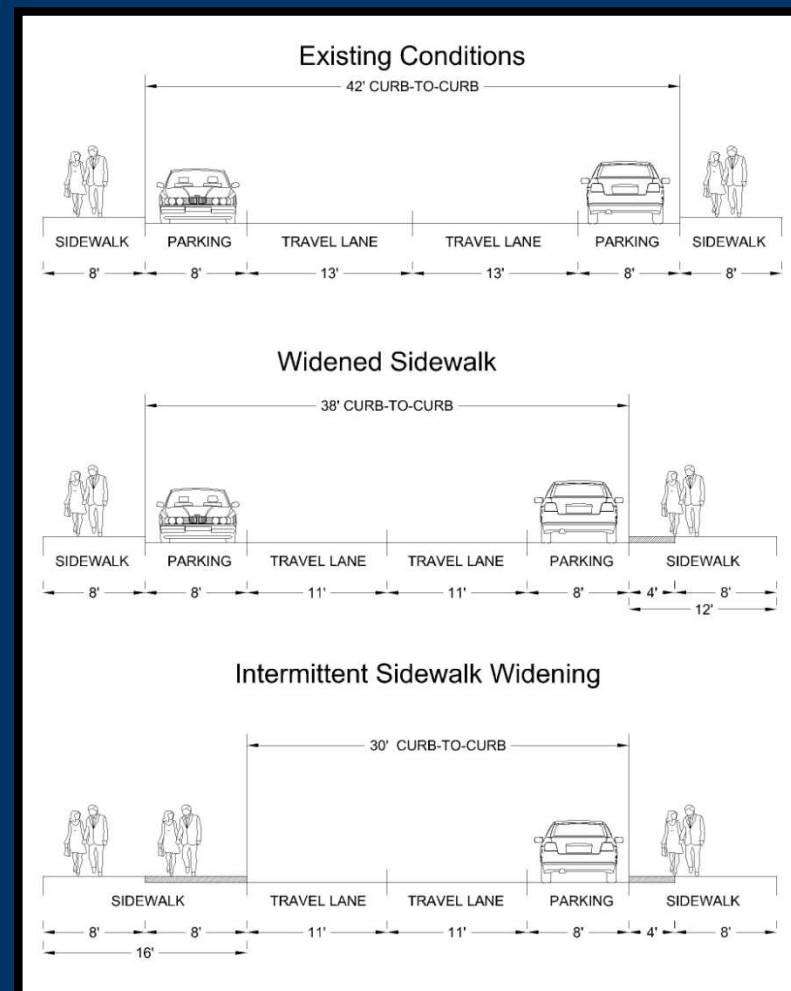 Existing Conditions
42' CURB-TO-CURB
SIDEWALK PARKING TRAVEL LANE TRAVEL LANE PARKING SIDEWALK
8' 8' 13' 13' 8' 8'
Widened Sidewalk
38' CURB-TO-CURB
SIDEWALK PARKING TRAVEL LANE TRAVEL LANE PARKING SIDEWALK
8' 8' 11' 11' 8' 4' 8'
12'
Intermittent Sidewalk Widening
30' CURB-TO-CURB
SIDEWALK TRAVEL LANE TRAVEL LANE PARKING SIDEWALK
8' 8' 11' 11' 8' 4' 8'
16'